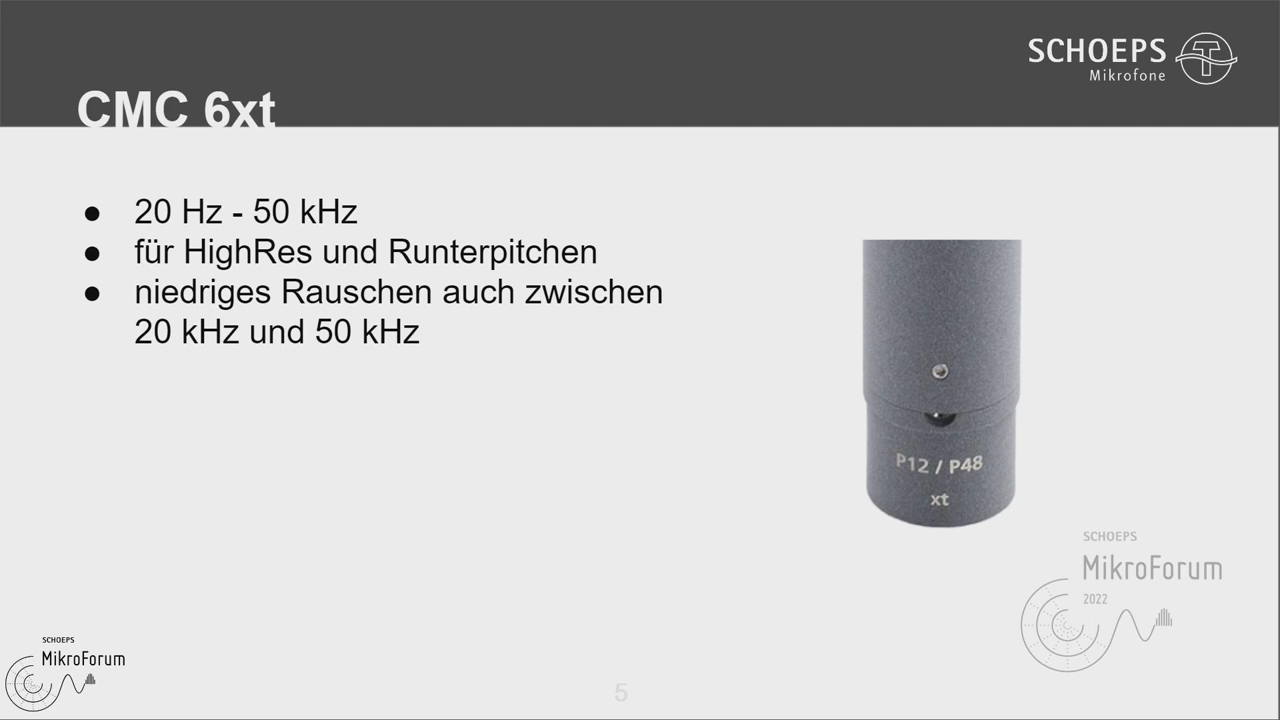 SCHOEPS
Mikrofone
CMC 6xt
● 20 Hz - 50 kHz
● für HighRes und Runterpitchen
● niedriges Rauschen auch zwischen
20 kHz und 50 kHz
P12 / P48
xt
SCHOEPS
MikroForum
2022
SCHOEPS
MikroForum
5